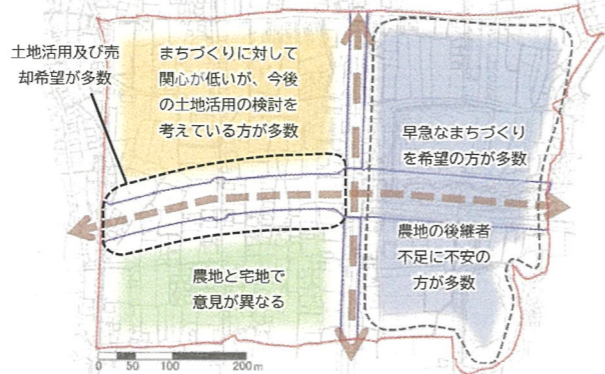 土地活用及び売
却希望が多数
まちづくりに対して
関心が低いが、今後
の土地活用の検討を
考えている方が多数
早急なまちづくり
を希望の方が多数
農地の後継者
不足に不安の
方が多数
農地と宅地で
意見が異なる
0 50 100 200m